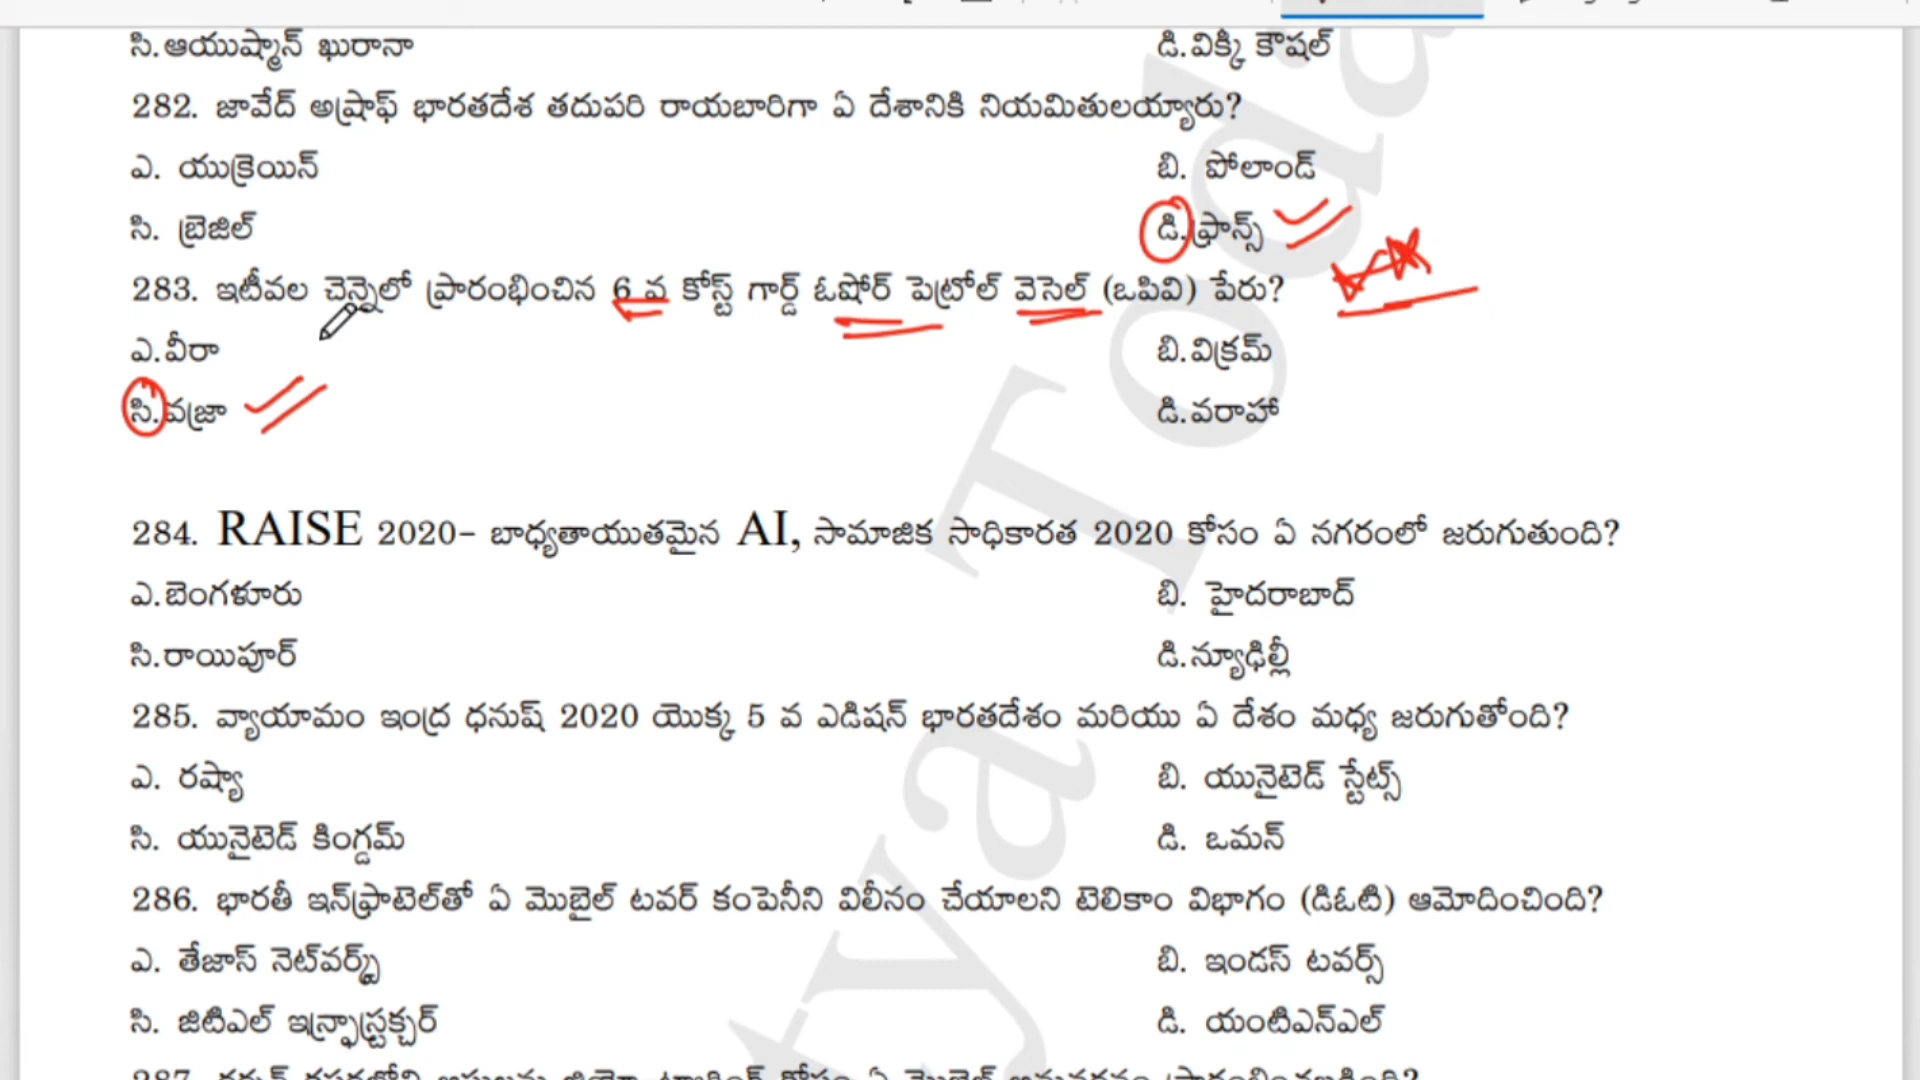 సి.ఆయుష్మాన్ ఖురానా డి.విక్కీ కౌషల్
282. జావేద్ అష్రాఫ్ భారతదేశ తదుపరి రాయబారిగా ఏ దేశానికి నియమితులయ్యారు?
ఎ. యుక్రెయిన్ బి. పోలాండ్
సి. బ్రెజిల్ డి.ఫ్రాన్స్
283. ఇటీవల చెన్నైలో ప్రారంభించిన 6 వ కోస్ట్ గార్డ్ ఓషోర్ పెట్రోల్ వెసెల్ (ఒపివి) పేరు?
ఎ.వీరా బి.విక్రమ్
సి.వజ్రా డి.వరాహా
284. RAISE 2020- బాధ్యతాయుతమైన AI, సామాజిక సాధికారత 2020 కోసం ఏ నగరంలో జరుగుతుంది?
ఎ.బెంగళూరు బి. హైదరాబాద్
సి.రాయిపూర్ డి.న్యూఢిల్లీ
285. వ్యాయామం ఇంద్ర ధనుష్ 2020 యొక్క 5 వ ఎడిషన్ భారతదేశం మరియు ఏ దేశం మధ్య జరుగుతోంది?
ఎ. రష్యా బి. యునైటెడ్ స్టేట్స్
సి. యునైటెడ్ కింగ్డమ్ డి. ఒమన్
286. భారతీ ఇన్‌ఫ్రాటెల్‌తో ఏ మొబైల్ టవర్ కంపెనీని విలీనం చేయాలని టెలికాం విభాగం (డిఓటి) ఆమోదించింది?
ఎ. తేజాస్ నెట్‌వర్క్స్ బి. ఇండస్ టవర్స్
సి. జిటిఎల్ ఇన్ఫ్రాస్ట్రక్చర్ డి. యంటిఎన్ఎల్